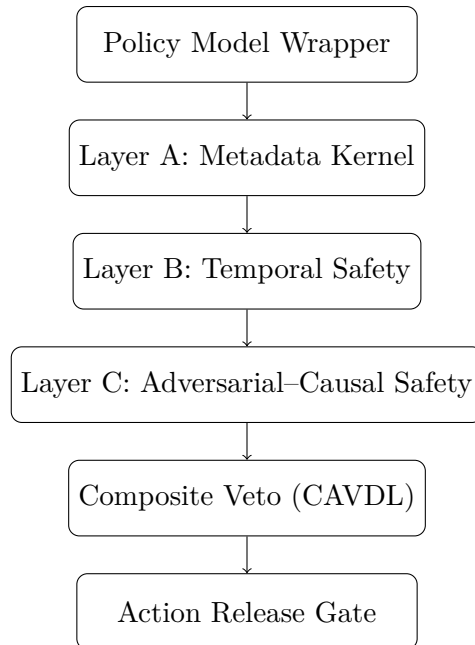 Policy Model Wrapper
Layer A: Metadata Kernel
Layer B: Temporal Safety
Layer C: Adversarial–Causal Safety
Composite Veto (CAVDL)
Action Release Gate